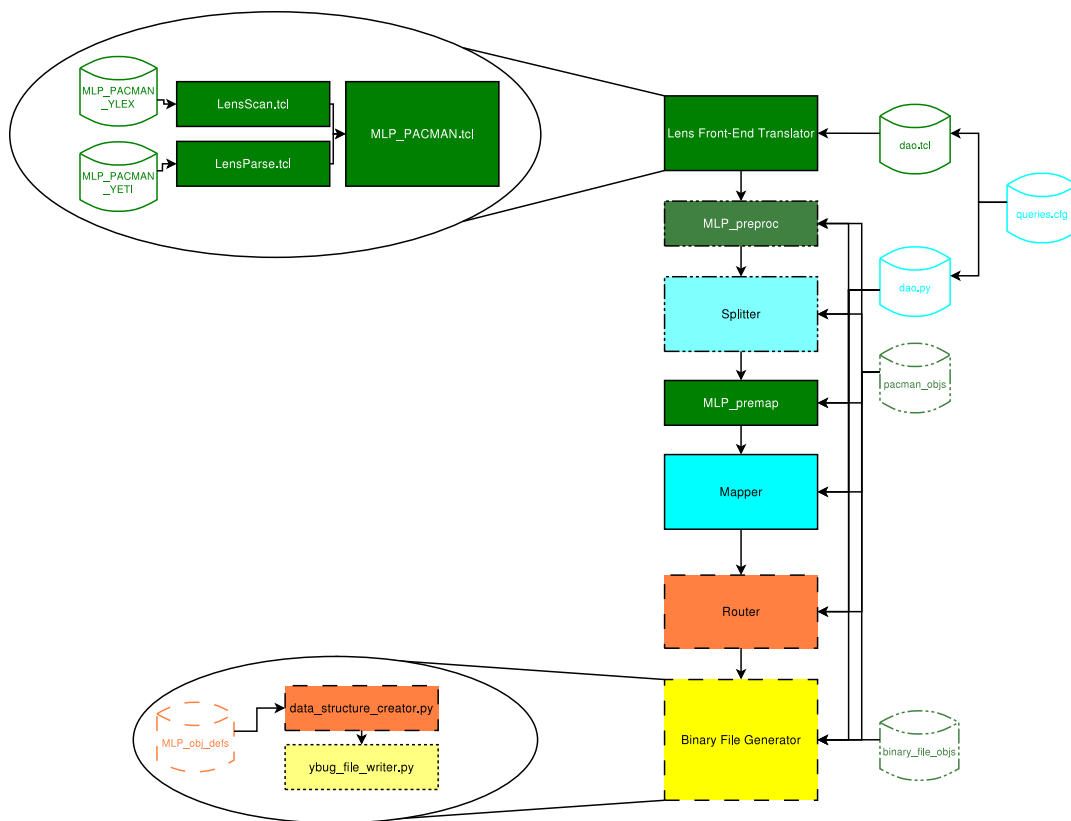 MLP_PACMAN
_YLEX
LensScan.tcl
MLP_PACMAN.tcl
MLP_PACMAN
_YETI
LensParse.tcl
Lens Front-End Translator
dao.tcl
queries.cfg
MLP_preproc
dao.py
Splitter
pacman_objs
MLP_premap
Mapper
Router
MLP_obj_defs
data_structure_creator.py
ybug_file_writer.py
Binary File Generator
binary_file_objs